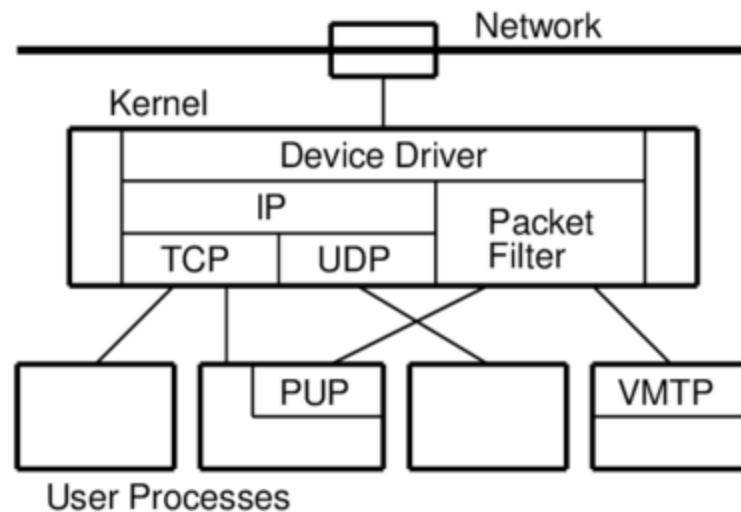 Network
Kernel
Device Driver
IP
Packet
Filter
TCP
UDP
PUP
VMTP
User Processes